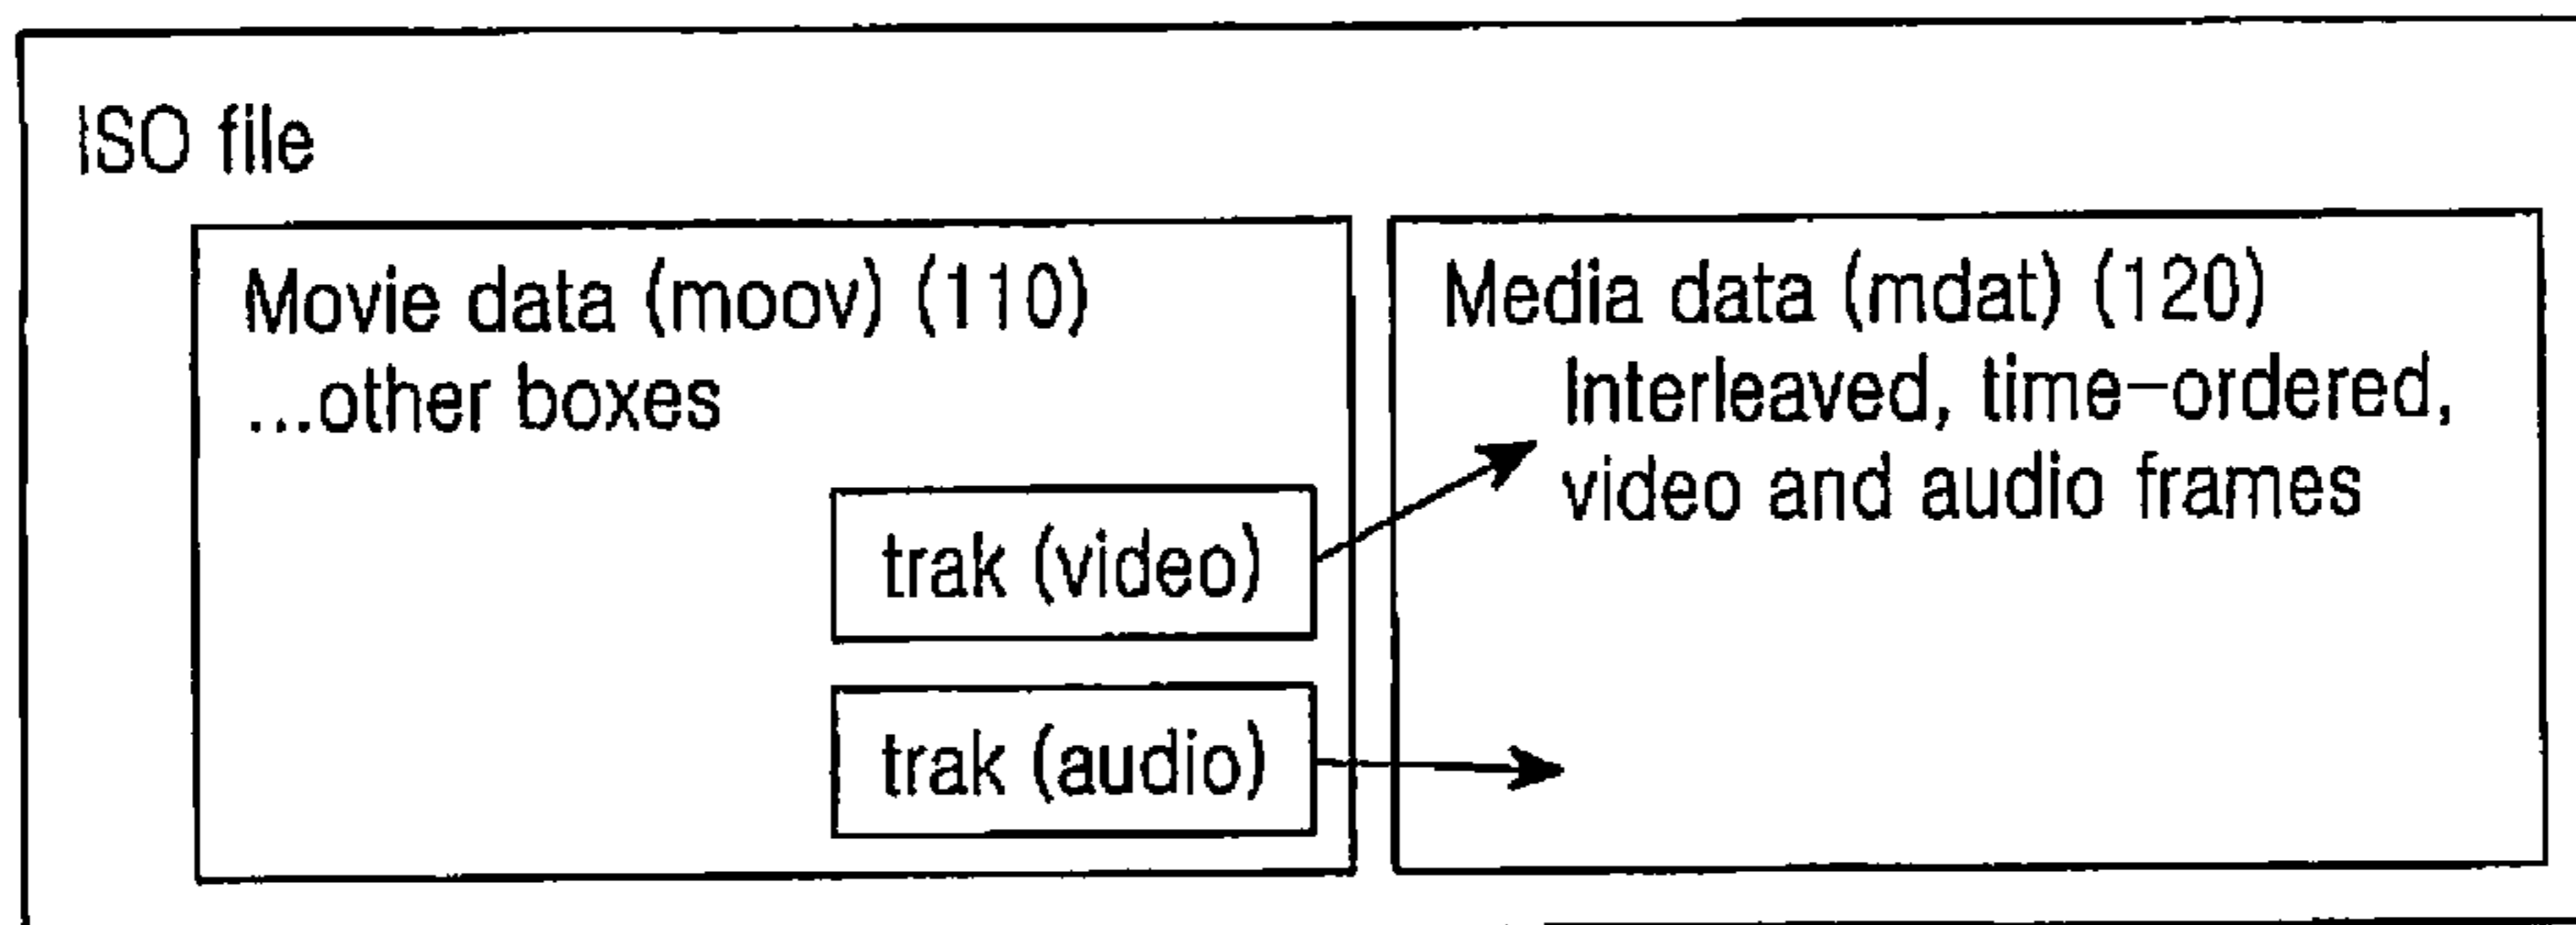 ISO file
Movie data (moov) (110)
...other boxes
trak (video)
trak (audio)
Media data (mdat) (120)
Interleaved, time-ordered,
video and audio frames